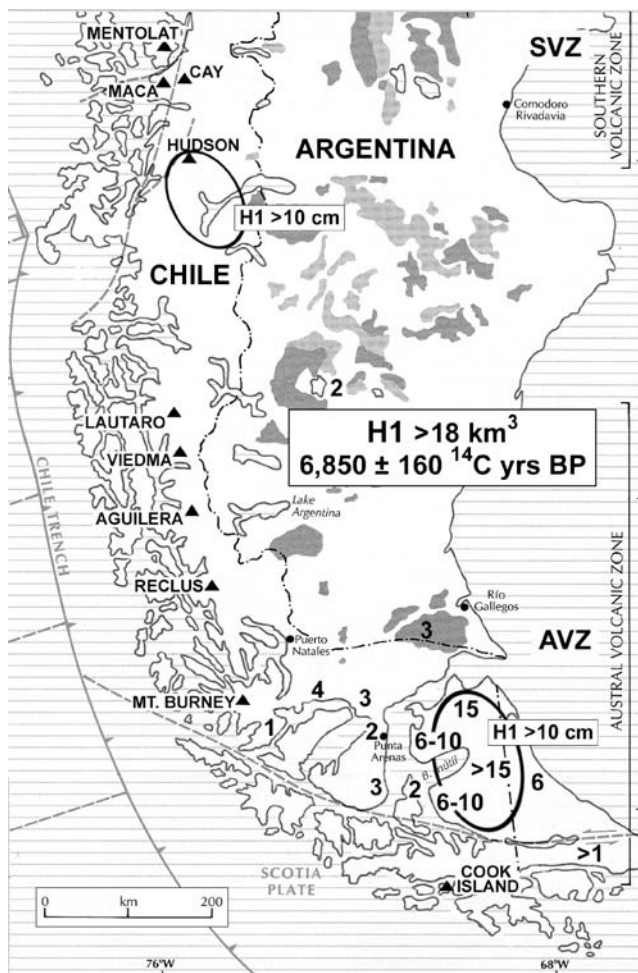 MENTOLAT
CAY
MACA
HUDSON
SVZ
SOUTHERN
VOLCANIC ZONE
Comodoro
Rivadavia
ARGENTINA
H1 >10 cm
CHILE
2
H1 >18 km³
6,850 ± 160 ¹⁴C yrs BP
LAUTARO
VIEDMA
AGUILERA
Lake
Argentina
CHILE TRENCH
RECLUS
Río
Gallegos
3
Puerto
Natales
AVZ
AUSTRAL VOLCANIC ZONE
MT. BURNEY
4
3
15
H1 >10 cm
1
2
Punta
Arenas
6-10
B. Inútil
>15
6
3
2
6-10
>1
SCOTIA
PLATE
COOK
ISLAND
0 km 200
76°W
68°W